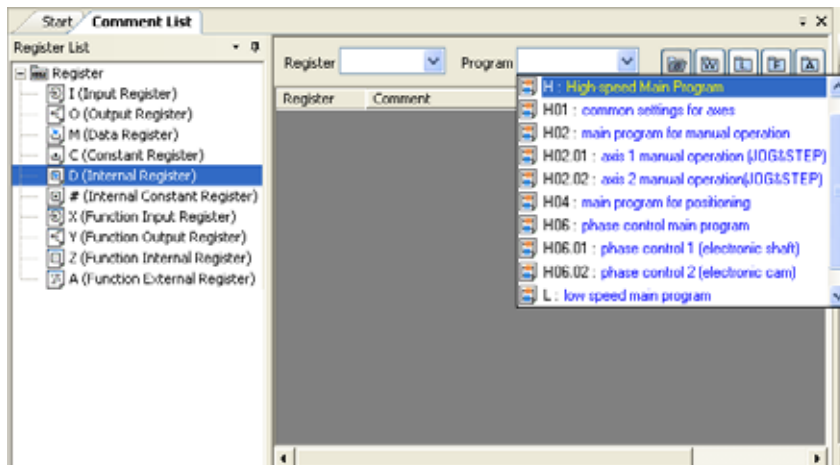 Start Comment List
Register List
Register
I (Input Register)
O (Output Register)
M (Data Register)
C (Constant Register)
D (Internal Register)
# (Internal Constant Register)
X (Function Input Register)
Y (Function Output Register)
Z (Function Internal Register)
A (Function External Register)
Register Program
W L F A
Register Comment
H : High-speed Main Program
H01 : common settings for axes
H02 : main program for manual operation
H02.01 : axis 1 manual operation (JOG&STEP)
H02.02 : axis 2 manual operation(JOG&STEP)
H04 : main program for positioning
H06 : phase control main program
H06.01 : phase control 1 (electronic shaft)
H06.02 : phase control 2 (electronic cam)
L : low speed main program